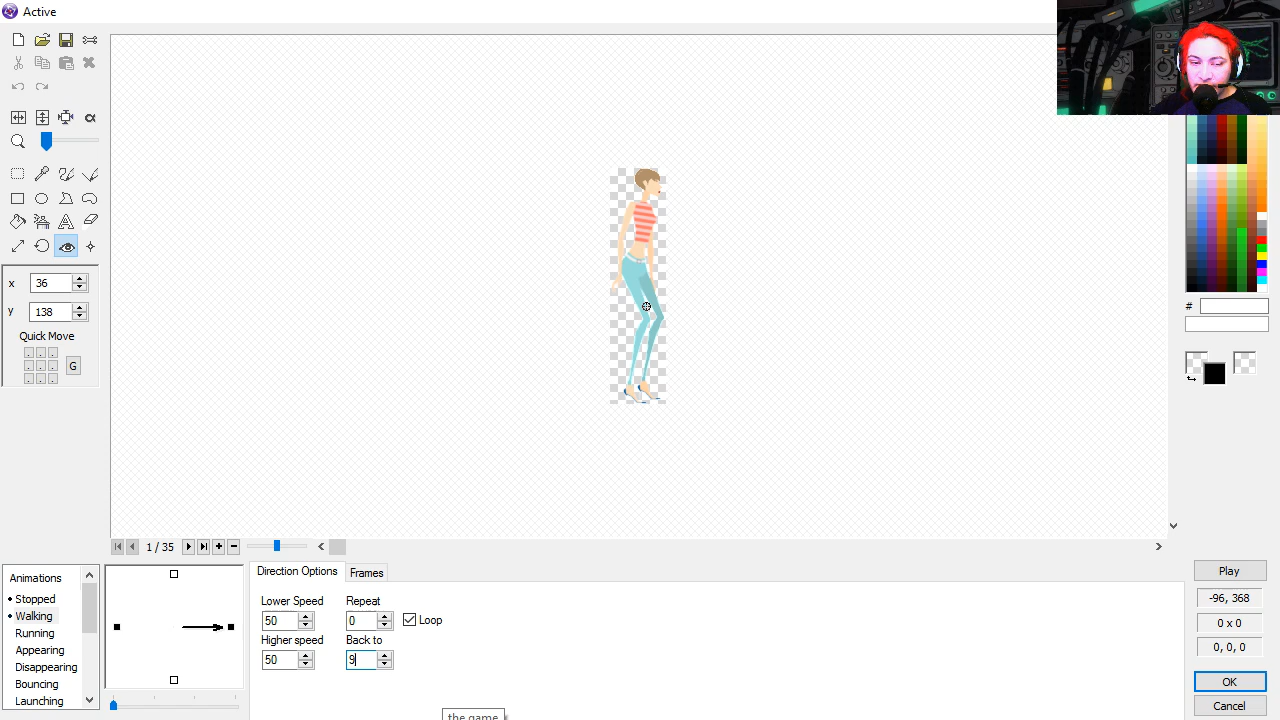 Active
x 36
y 138
Quick Move
G
#
1 / 35
Animations
Stopped
Walking
Running
Appearing
Disappearing
Bouncing
Launching
Direction Options
Frames
Lower Speed
Repeat
50
0
Loop
Higher speed
Back to
50
9
the game
Play
-96, 368
0 x 0
0, 0, 0
OK
Cancel